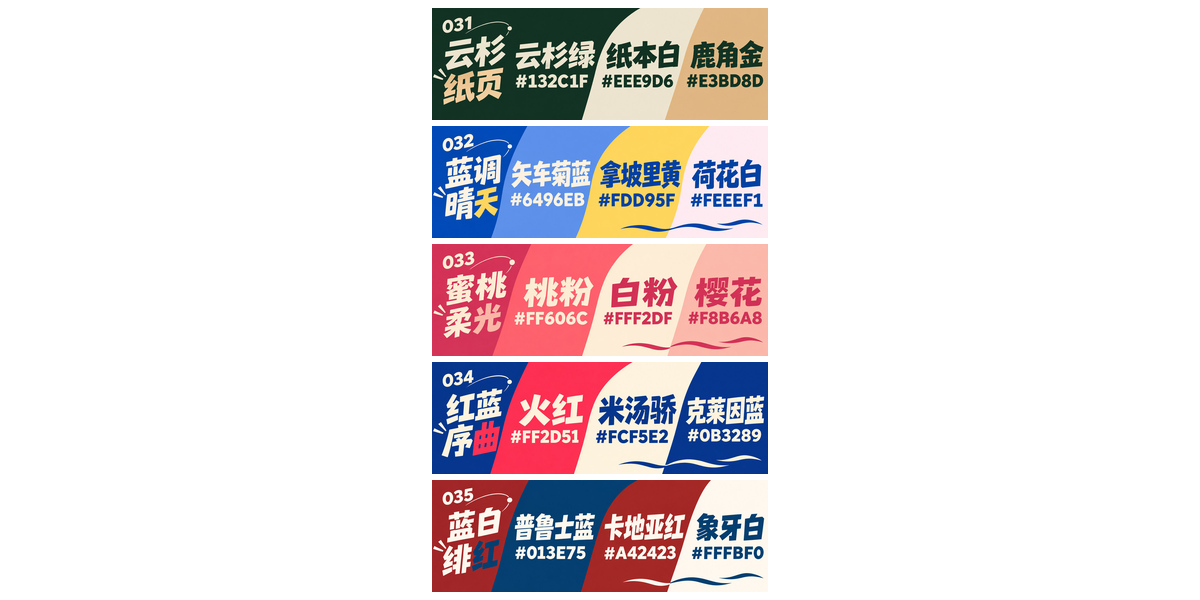 031
云杉
纸页
云杉绿
#132C1F
纸本白
#EEE9D6
鹿角金
#E3BD8D
032
蓝调
晴天
矢车菊蓝
#6496EB
拿坡里黄
#FDD95F
荷花白
#FEEEF1
033
蜜桃
柔光
桃粉
#FF606C
白粉
#FFF2DF
樱花
#F8B6A8
034
红蓝
序曲
火红
#FF2D51
米汤骄
#FCF5E2
克莱因蓝
#0B3289
035
蓝白
绯红
普鲁士蓝
#013E75
卡地亚红
#A42423
象牙白
#FFFBF0